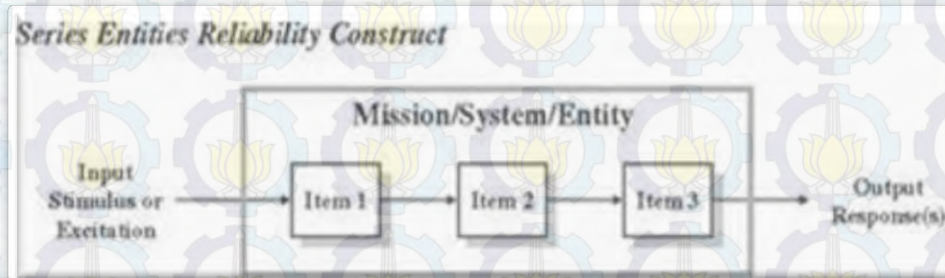 Series Entities Reliability Construct
Mission/System/Entity
Input
Stimulus or
Excitation
Item 1
Item 2
Item 3
Output
Response(s)